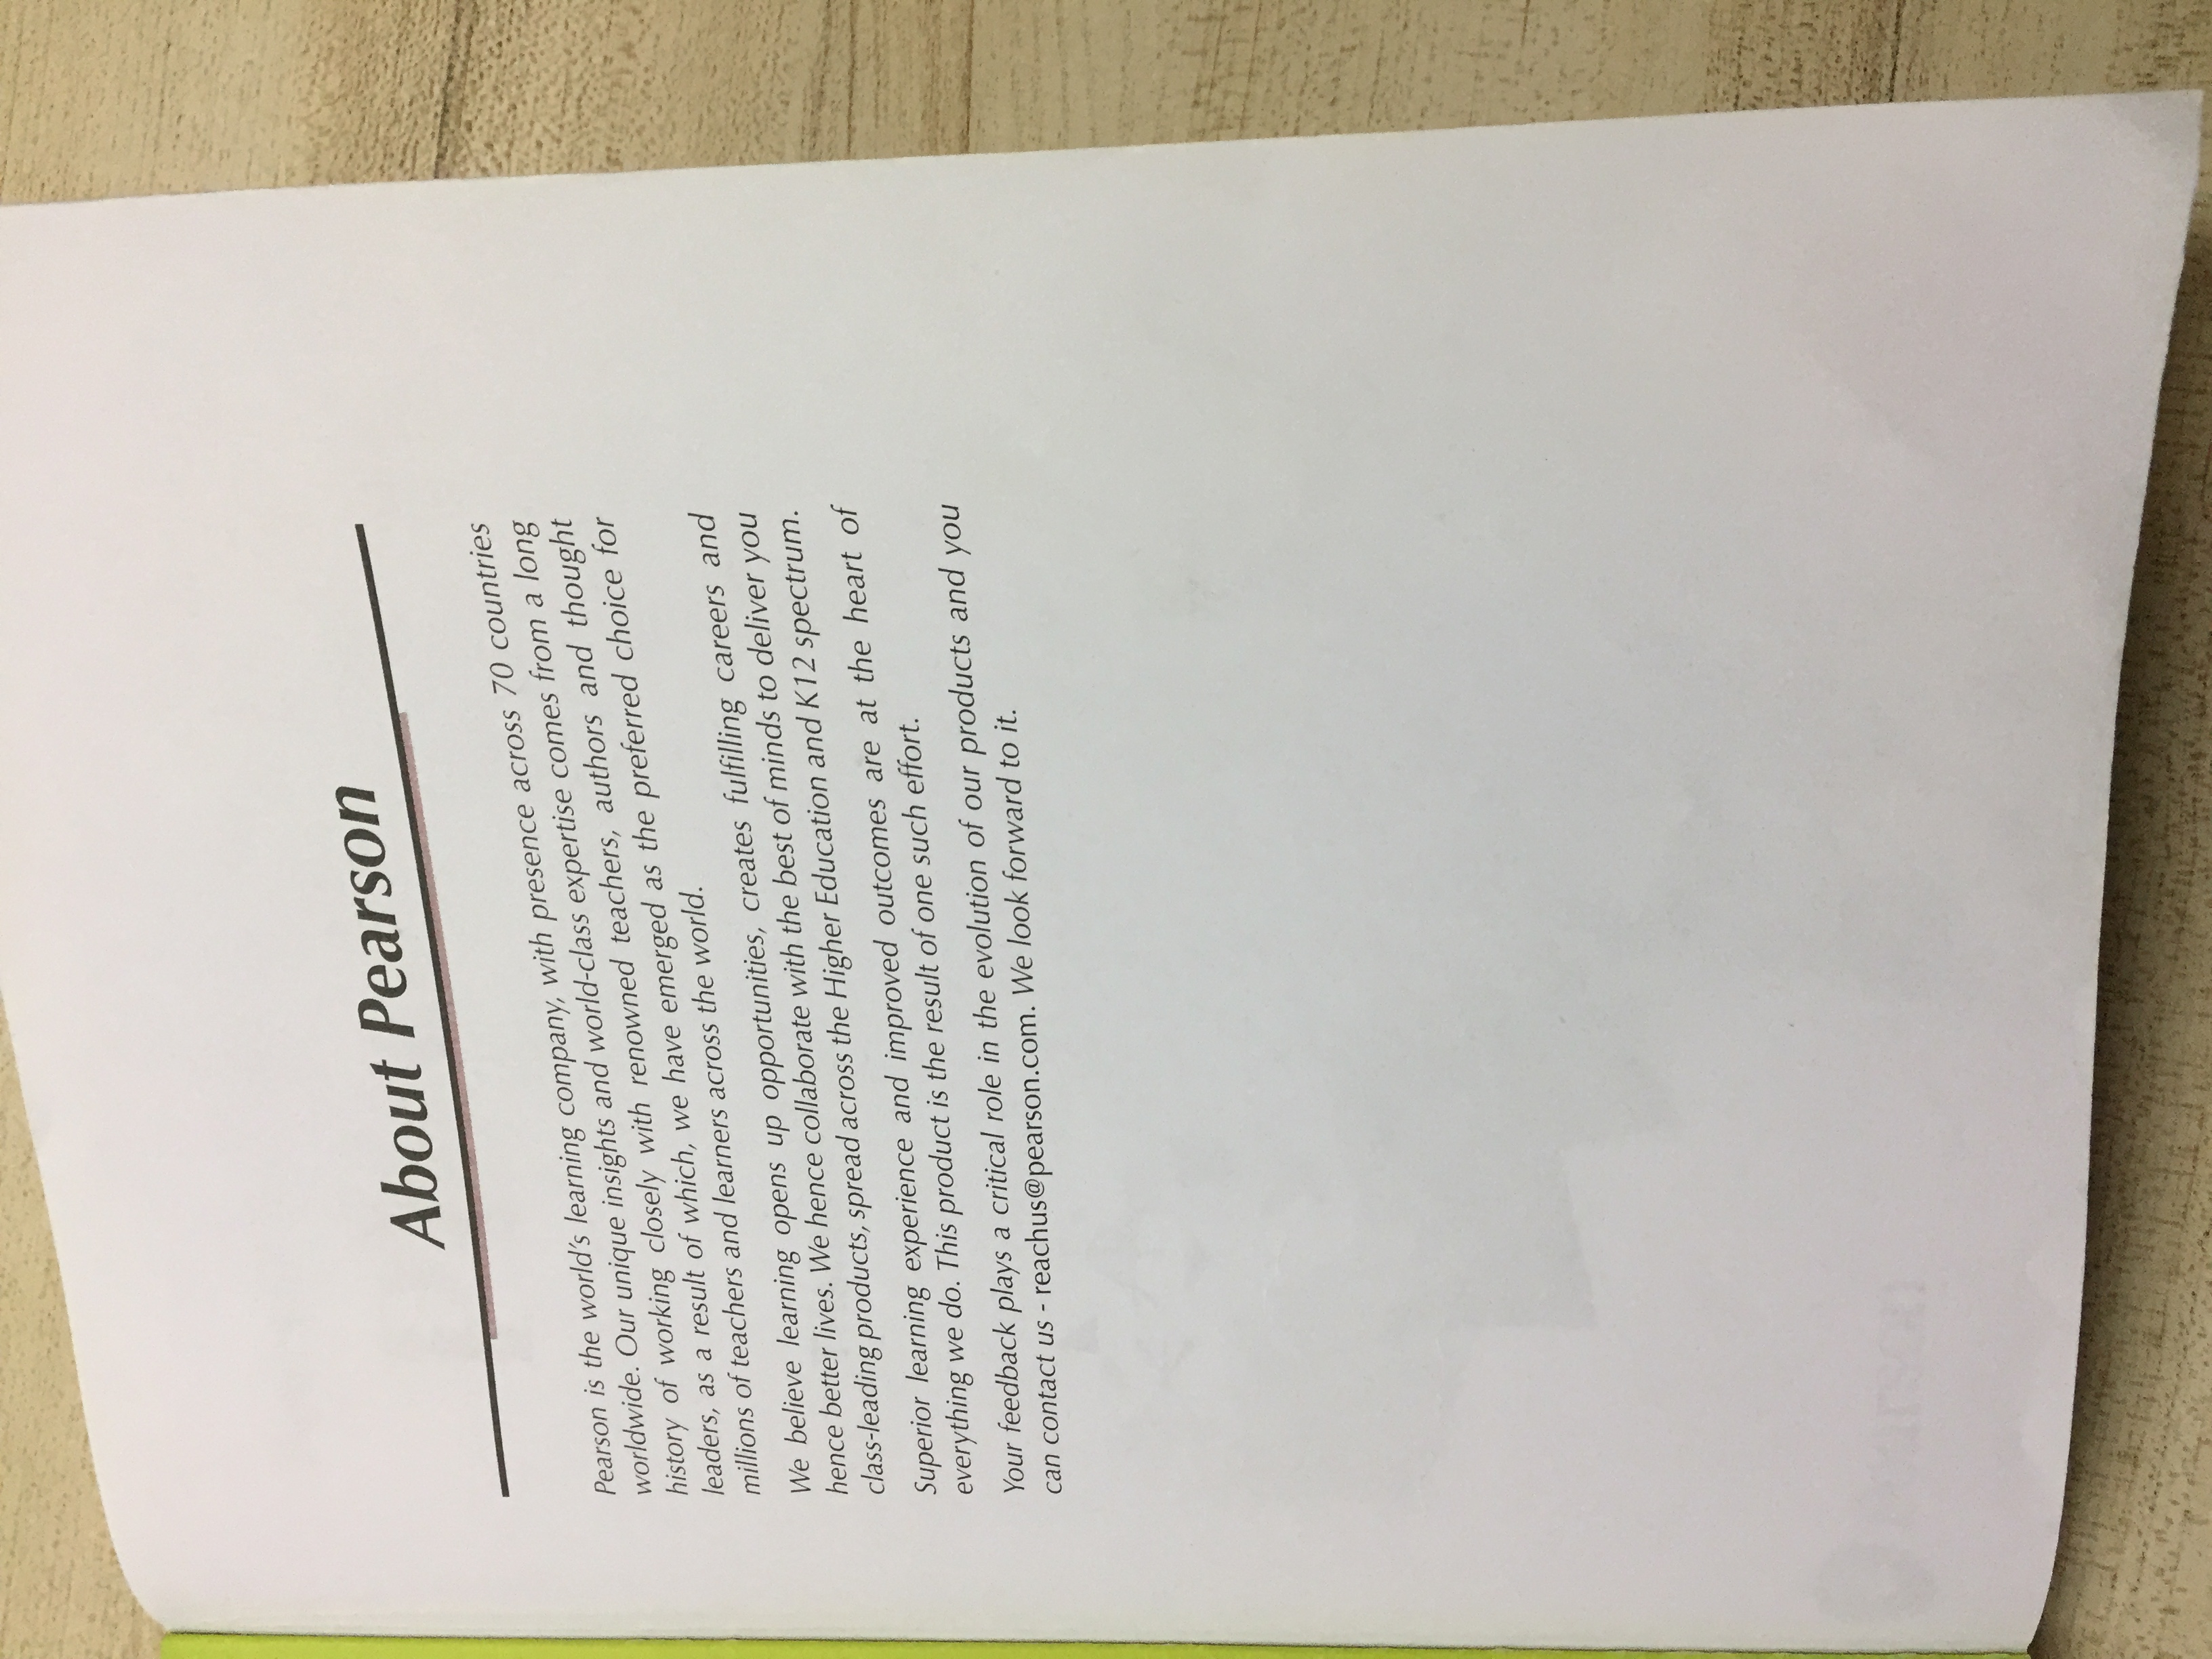 About Pearson
Pearson is the world's learning company, with presence across 70 countries
worldwide. Our unique insights and world-class expertise comes from a long
history of working closely with renowned teachers, authors and thought
leaders, as a result of which, we have emerged as the preferred choice for
millions of teachers and learners across the world.
We believe learning opens up opportunities, creates fulfilling careers and
hence better lives. We hence collaborate with the best of minds to deliver you
class-leading products, spread across the Higher Education and K12 spectrum.
Superior learning experience and improved outcomes are at the heart of
everything we do. This product is the result of one such effort.
Your feedback plays a critical role in the evolution of our products and you
can contact us - reachus@pearson.com. We look forward to it.